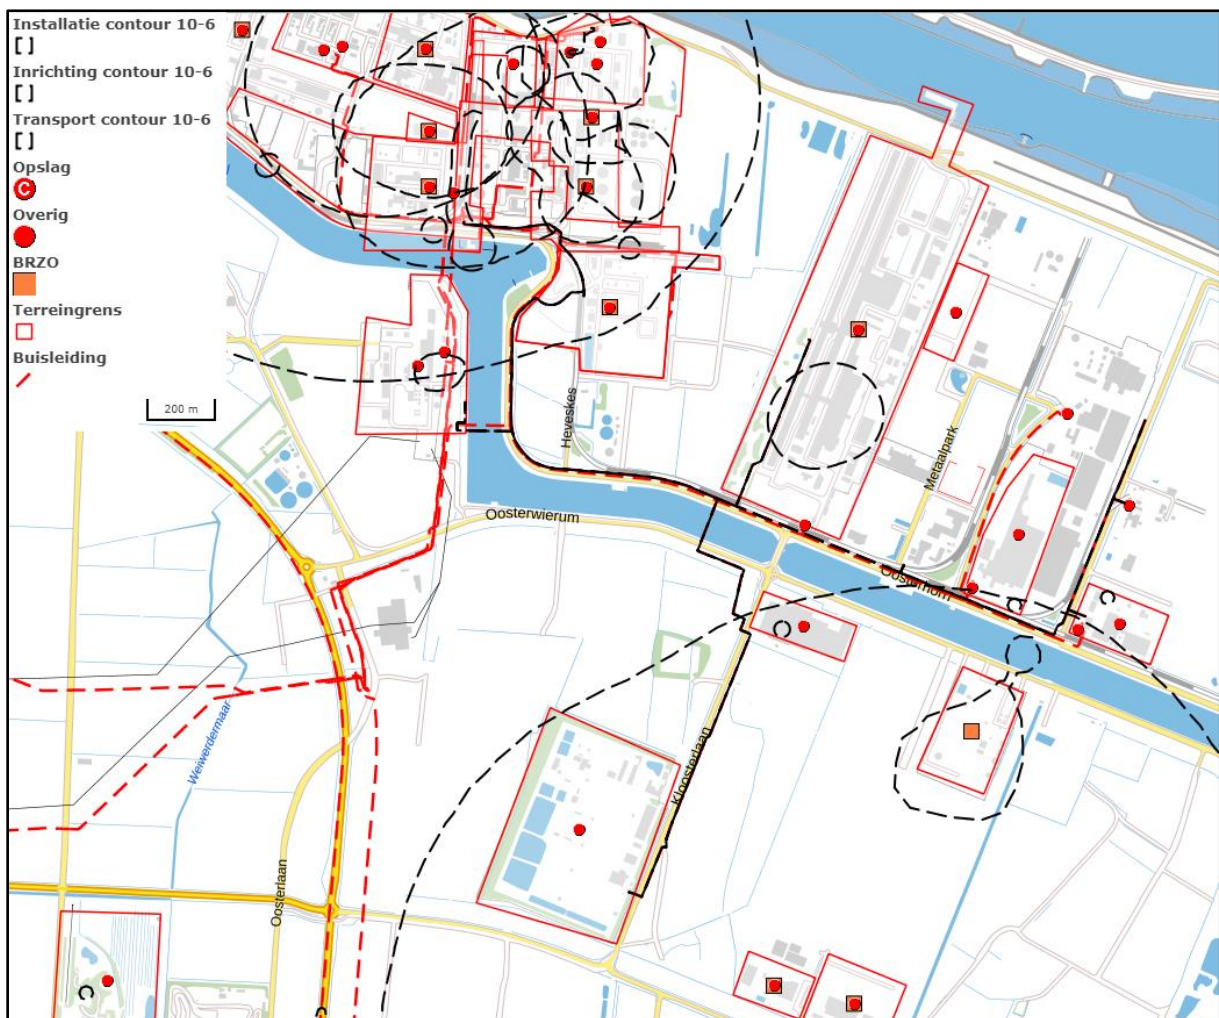 Installatie contour 10-6
[ ]
Inrichting contour 10-6
[ ]
Transport contour 10-6
[ ]
Opslag
C
Overig
BRZO
Terreingrens
Buisleiding
200 m
Heveskes
Metaalpark
Oosterwierum
Oosterhorn
Weiwerdermaar
Kloosterlaan
Oosterlaan